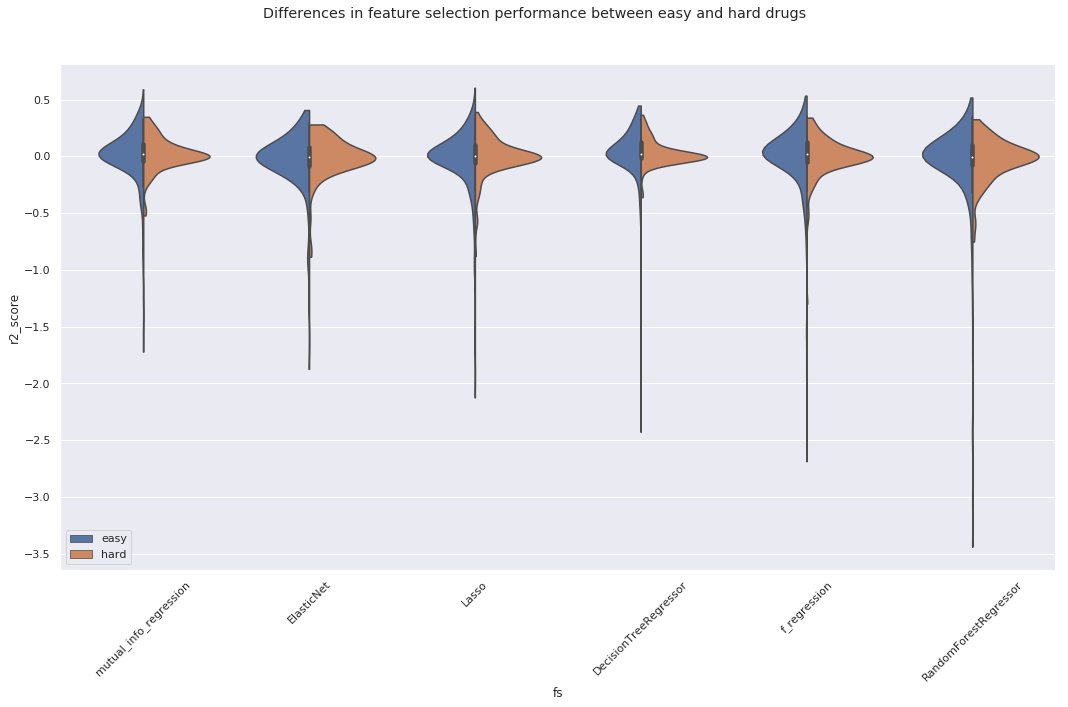 Differences in feature selection performance between easy and hard drugs
r2_score
0.5
0.0
−0.5
−1.0
−1.5
−2.0
−2.5
−3.0
−3.5
easy
hard
mutual_info_regression
ElasticNet
Lasso
DecisionTreeRegressor
f_regression
RandomForestRegressor
fs